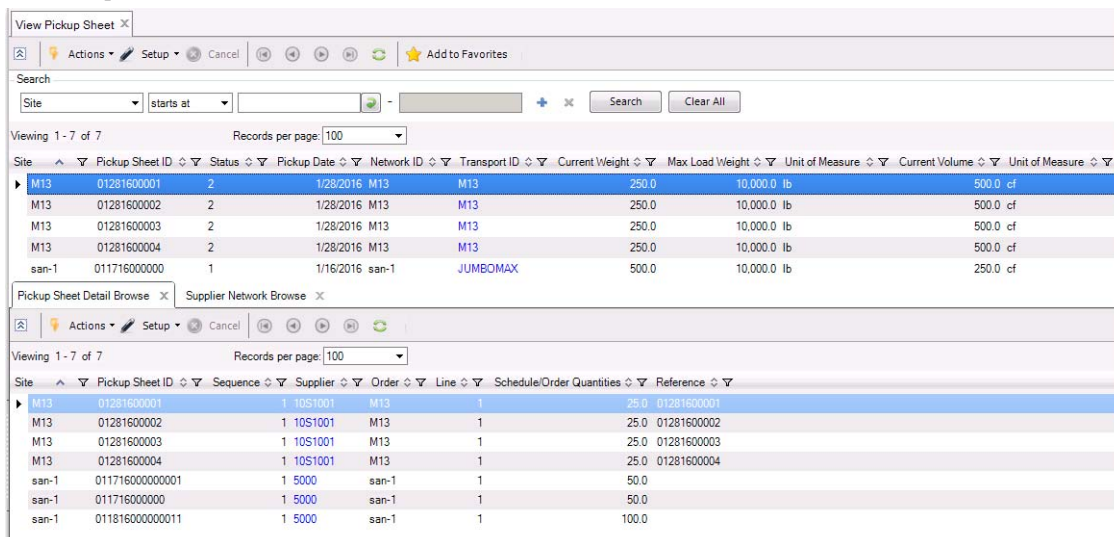 View Pickup Sheet
Actions Setup Cancel Add to Favorites
Search
Site starts at - Search Clear All
Viewing 1 - 7 of 7 Records per page: 100
Site Pickup Sheet ID Status Pickup Date Network ID Transport ID Current Weight Max Load Weight Unit of Measure Current Volume Unit of Measure
M13 01281600001 2 1/28/2016 M13 M13 250.0 10,000.0 lb 500.0 cf
M13 01281600002 2 1/28/2016 M13 M13 250.0 10,000.0 lb 500.0 cf
M13 01281600003 2 1/28/2016 M13 M13 250.0 10,000.0 lb 500.0 cf
M13 01281600004 2 1/28/2016 M13 M13 250.0 10,000.0 lb 500.0 cf
san-1 011716000000 1 1/16/2016 san-1 JUMBOMAX 500.0 10,000.0 lb 250.0 cf
Pickup Sheet Detail Browse Supplier Network Browse
Actions Setup Cancel
Viewing 1 - 7 of 7 Records per page: 100
Site Pickup Sheet ID Sequence Supplier Order Line Schedule/Order Quantities Reference
M13 01281600001 1 10S1001 M13 1 25.0 01281600001
M13 01281600002 1 10S1001 M13 1 25.0 01281600002
M13 01281600003 1 10S1001 M13 1 25.0 01281600003
M13 01281600004 1 10S1001 M13 1 25.0 01281600004
san-1 011716000000001 1 5000 san-1 1 50.0
san-1 011716000000 1 5000 san-1 1 50.0
san-1 011816000000011 1 5000 san-1 1 100.0